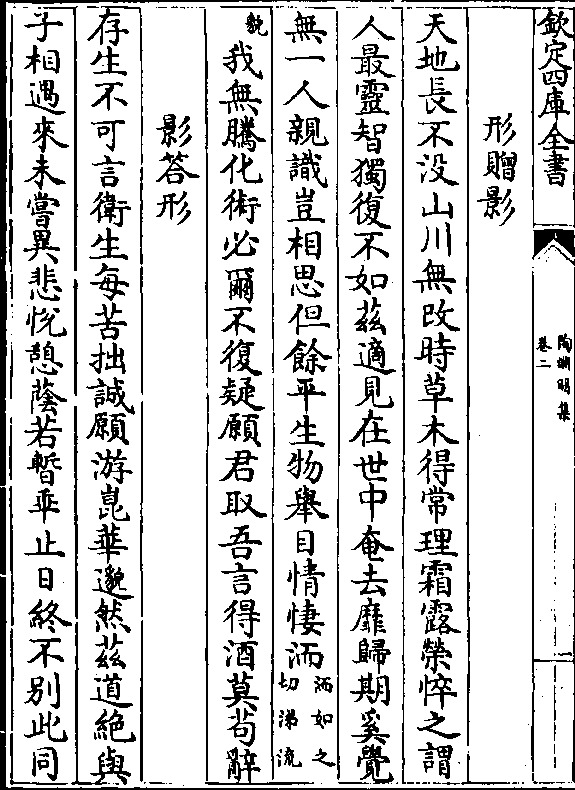 欽定四庫全書
陶淵明集
卷二
形贈影
天地長不没山川無改時草木得常理霜露榮悴之謂
人最靈智獨復不如兹適見在世中奄去靡歸期奚覺
無一人親識豈相思但餘平生物舉目情悽洏洏如之切涕流
貌我無騰化術必爾不復疑願君取吾言得酒莫苟辭
影答形
存生不可言衛生每苦拙誠願游崑華邈然兹道絶與
子相遇來未嘗異悲悅憩蔭若暫乖止日終不别此同